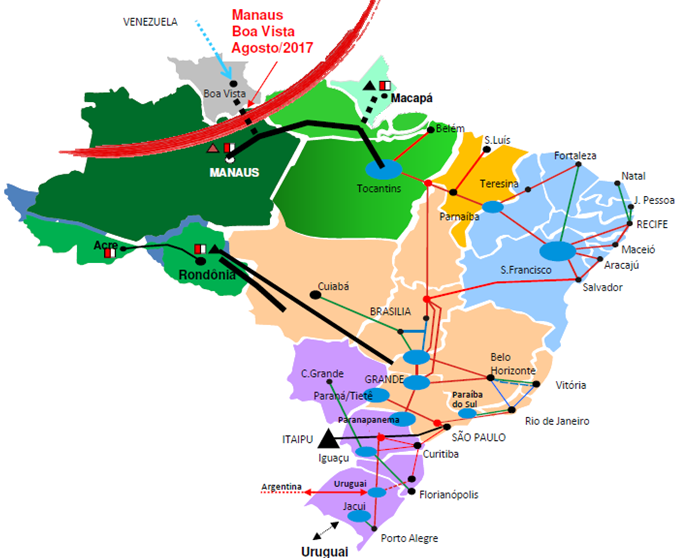 VENEZUELA
Manaus
Boa Vista
Agosto/2017
Boa Vista
Macapá
Belém
S.Luís
MANAUS
Fortaleza
Tocantins
Teresina
Natal
J. Pessoa
Parnaíba
RECIFE
Acre
Maceió
Rondônia
S.Francisco
Aracajú
Cuiabá
Salvador
BRASILIA
Belo
Horizonte
C.Grande
GRANDE
Vitória
Paraná/Tietê
Paraíba
do Sul
Paranapanema
Rio de Janeiro
ITAIPU
SÃO PAULO
Iguaçu
Curitiba
Argentina
Uruguai
Florianópolis
Jacui
Porto Alegre
Uruguai